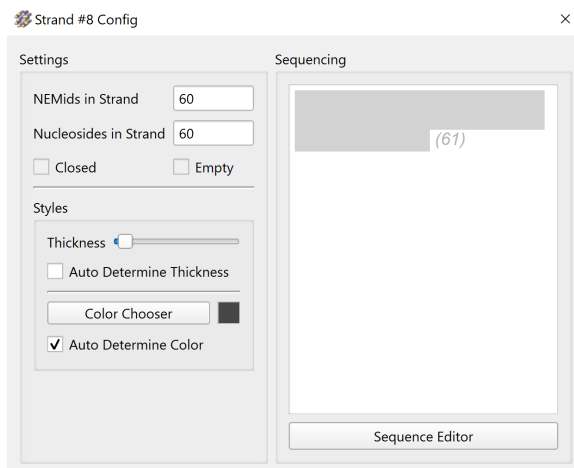 Strand #8 Config
Settings
NEMids in Strand 60
Nucleosides in Strand 60
Closed Empty
Styles
Thickness
Auto Determine Thickness
Color Chooser
Auto Determine Color
Sequencing
(61)
Sequence Editor